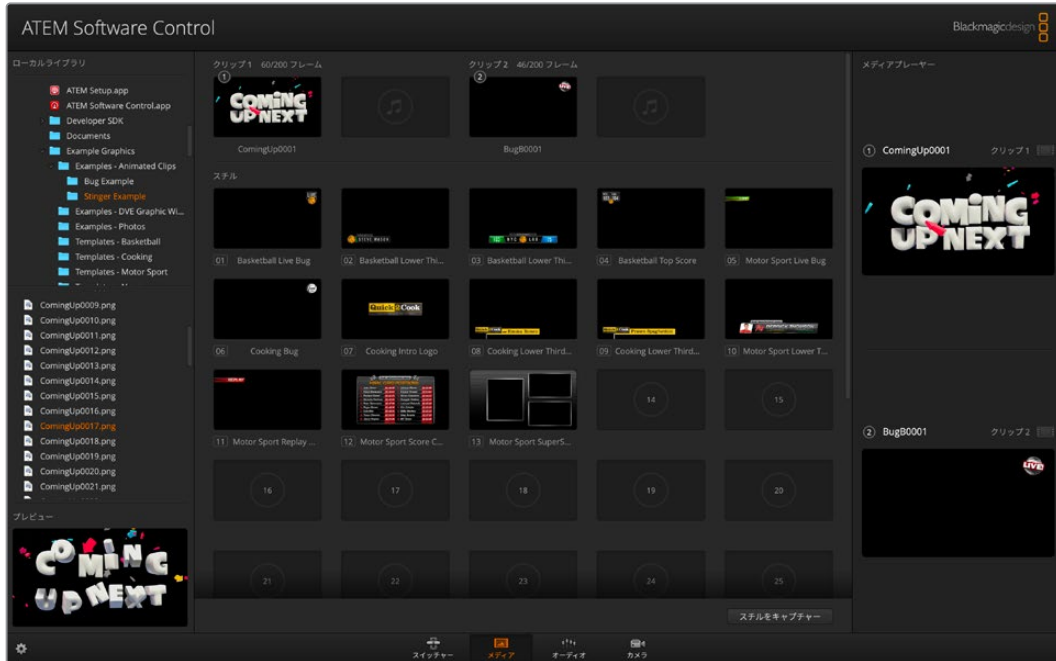 ATEM Software Control
Blackmagicdesign
ローカルライブラリ
ATEM Setup.app
ATEM Software Control.app
Developer SDK
Documents
Example Graphics
Examples - Animated Clips
Bug Example
Stinger Example
Examples - DVE Graphic Wi...
Examples - Photos
Templates - Basketball
Templates - Cooking
Templates - Motor Sport
ComingUp0009.png
ComingUp0010.png
ComingUp0011.png
ComingUp0012.png
ComingUp0013.png
ComingUp0014.png
ComingUp0015.png
ComingUp0016.png
ComingUp0017.png
ComingUp0018.png
ComingUp0019.png
ComingUp0020.png
ComingUp0021.png
プレビュー
COMING
UP NEXT
クリップ 1 60/200 フレーム
クリップ 2 46/200 フレーム
1
COMING
UP NEXT
2
LIVE
ComingUp0001
BugB0001
スチル
01 Basketball Live Bug
02 Basketball Lower Thi...
03 Basketball Lower Thi...
04 Basketball Top Score
05 Motor Sport Live Bug
Quick Cook
06 Cooking Bug
07 Cooking Intro Logo
08 Cooking Lower Third...
09 Cooking Lower Third...
10 Motor Sport Lower T...
REPLAY
14
15
11 Motor Sport Replay ...
12 Motor Sport Score C...
13 Motor Sport SuperS...
16
17
18
19
20
21
22
23
24
25
スチルをキャプチャー
メディアプレーヤー
1 ComingUp0001 クリップ 1
COMING
UP NEXT
2 BugB0001 クリップ 2
LIVE
スイッチャー
メディア
オーディオ
カメラ